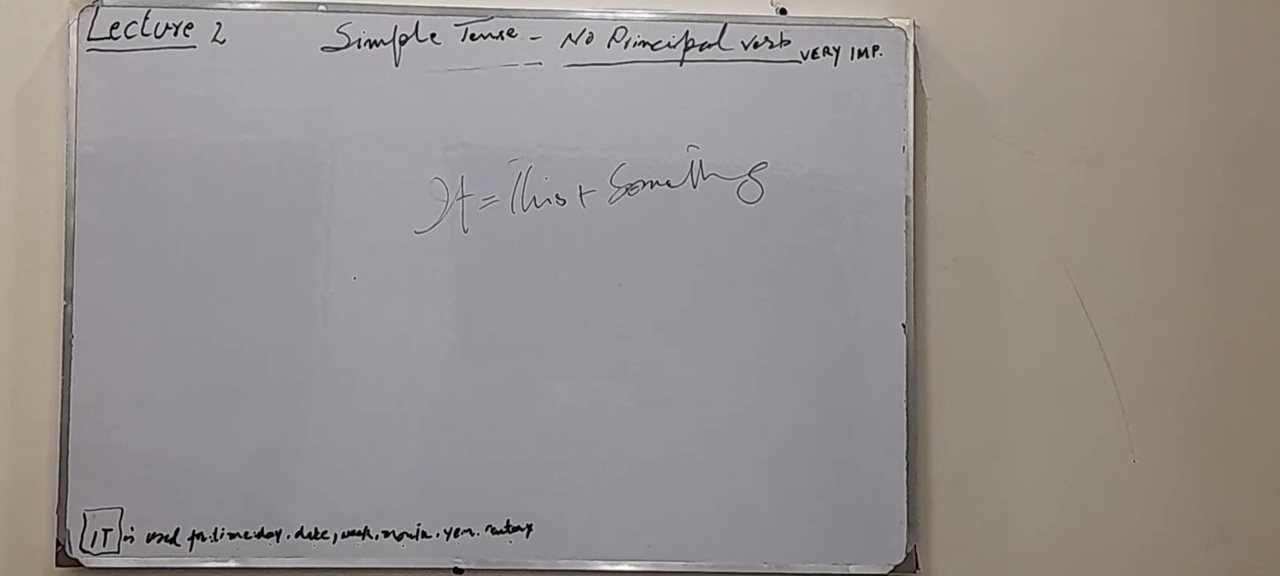 Lecture 2
Simple Tense - No Principal verb VERY IMP.
It = This + Something
IT is used for time, day, date, week, month, year, century